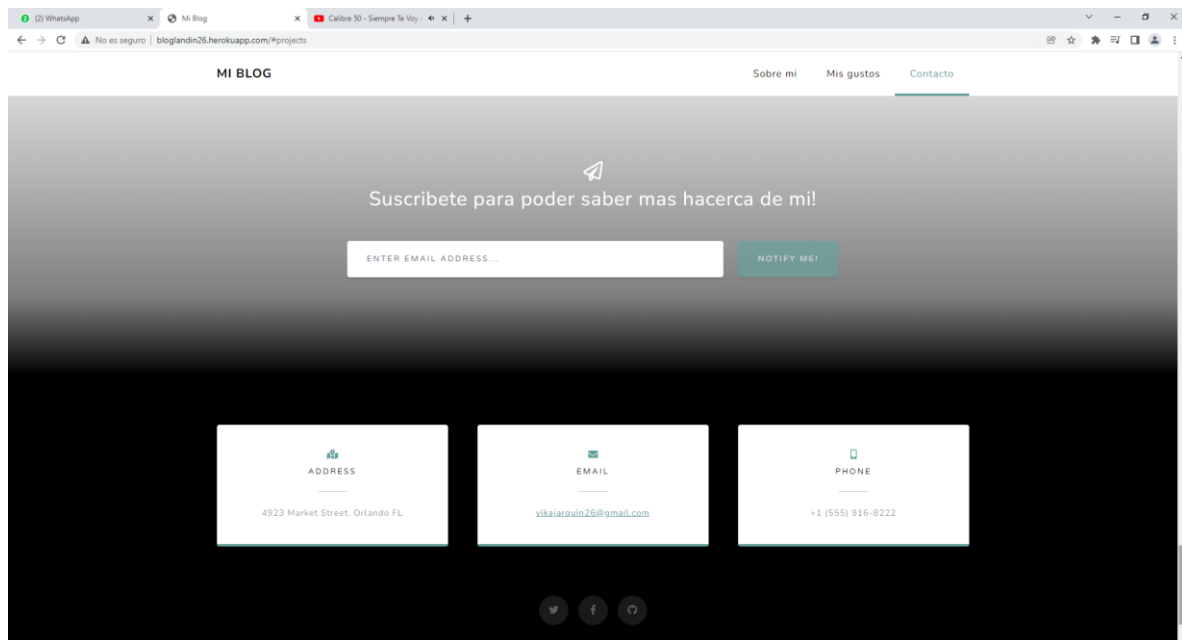 (2) WhatsApp
Mi Blog
Calibre 50 - Siempre Te Voy
No es seguro | bloglandin26.herokuapp.com/#projects
MI BLOG
Sobre mi
Mis gustos
Contacto
Suscribete para poder saber mas hacerca de mi!
ENTER EMAIL ADDRESS...
NOTIFY ME!
ADDRESS
4923 Market Street, Orlando FL
EMAIL
vikajarquin26@gmail.com
PHONE
+1 (555) 916-8222